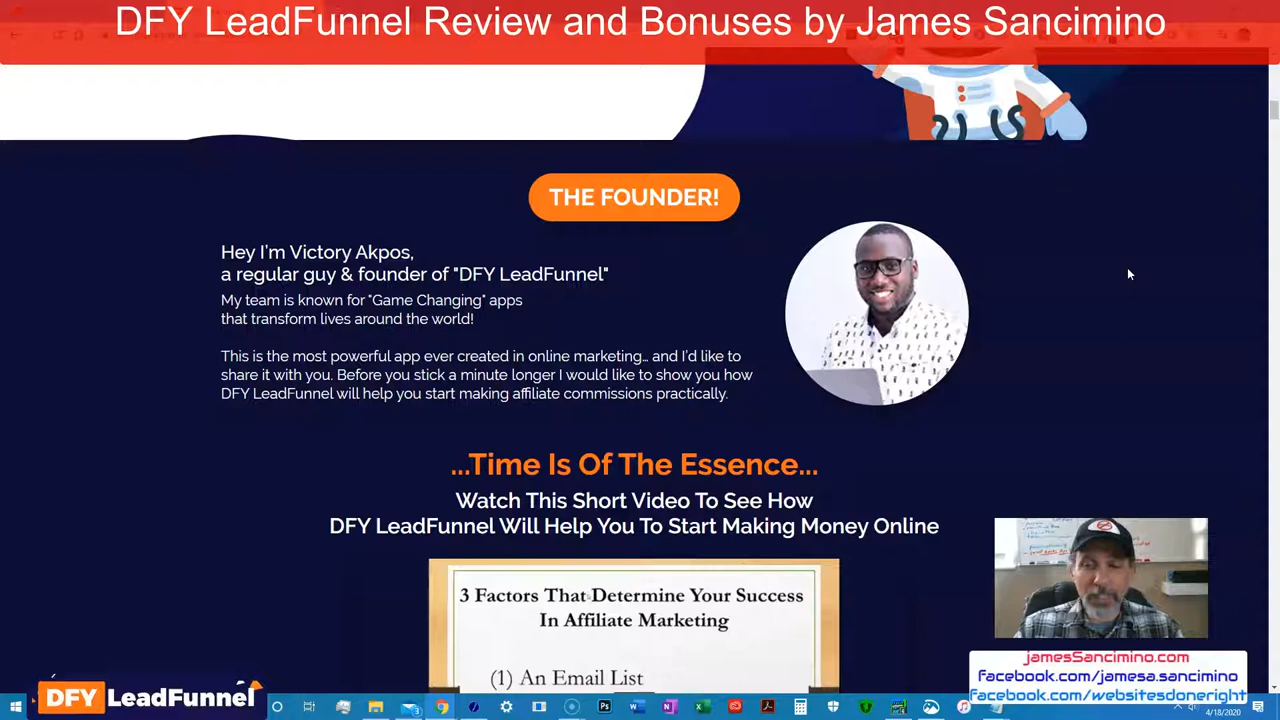 DFY LeadFunnel Review and Bonuses by James Sancimino
THE FOUNDER!
Hey I'm Victory Akpos,
a regular guy & founder of "DFY LeadFunnel"
My team is known for "Game Changing" apps
that transform lives around the world!
This is the most powerful app ever created in online marketing... and I'd like to
share it with you. Before you stick a minute longer I would like to show you how
DFY LeadFunnel will help you start making affiliate commissions practically.
...Time Is Of The Essence...
Watch This Short Video To See How
DFY LeadFunnel Will Help You To Start Making Money Online
3 Factors That Determine Your Success
In Affiliate Marketing
(1) An Email List
jamesSancimino.com
facebook.com/jamesa.sancimino
facebook.com/websitesdoneright
DFY LeadFunnel
4/18/2020